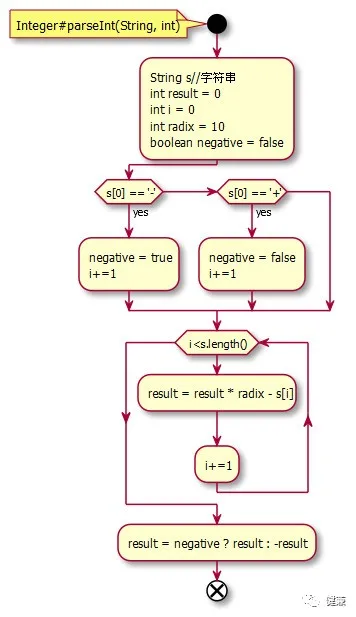 Integer#parseInt(String, int)
String s//字符串
int result = 0
int i = 0
int radix = 10
boolean negative = false
s[0] == '-'
s[0] == '+'
yes
yes
negative = true
i+=1
negative = false
i+=1
i<s.length()
result = result * radix - s[i]
i+=1
result = negative ? result : -result
健兼